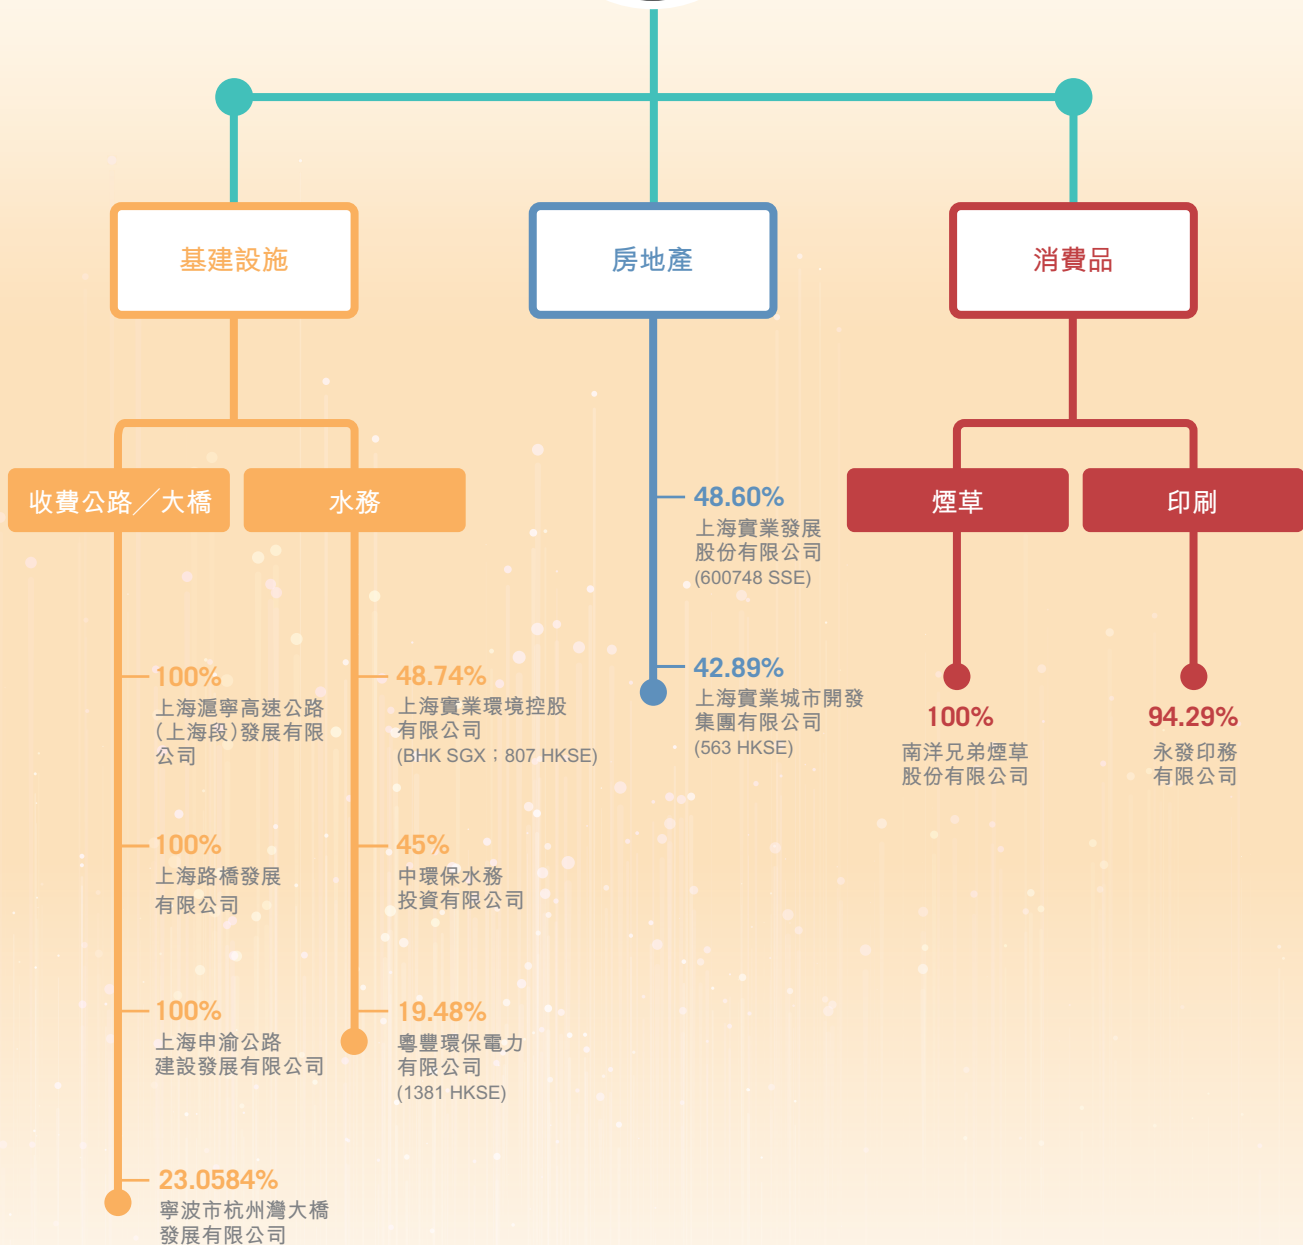 基建設施
房地產
消費品
收費公路／大橋
水務
煙草
印刷
100%
上海滬寧高速公路
(上海段)發展有限
公司
100%
上海路橋發展
有限公司
100%
上海申渝公路
建設發展有限公司
23.0584%
寧波市杭州灣大橋
發展有限公司
48.74%
上海實業環境控股
有限公司
(BHK SGX；807 HKSE)
45%
中環保水務
投資有限公司
19.48%
粵豐環保電力
有限公司
(1381 HKSE)
48.60%
上海實業發展
股份有限公司
(600748 SSE)
42.89%
上海實業城市開發
集團有限公司
(563 HKSE)
100%
南洋兄弟煙草
股份有限公司
94.29%
永發印務
有限公司